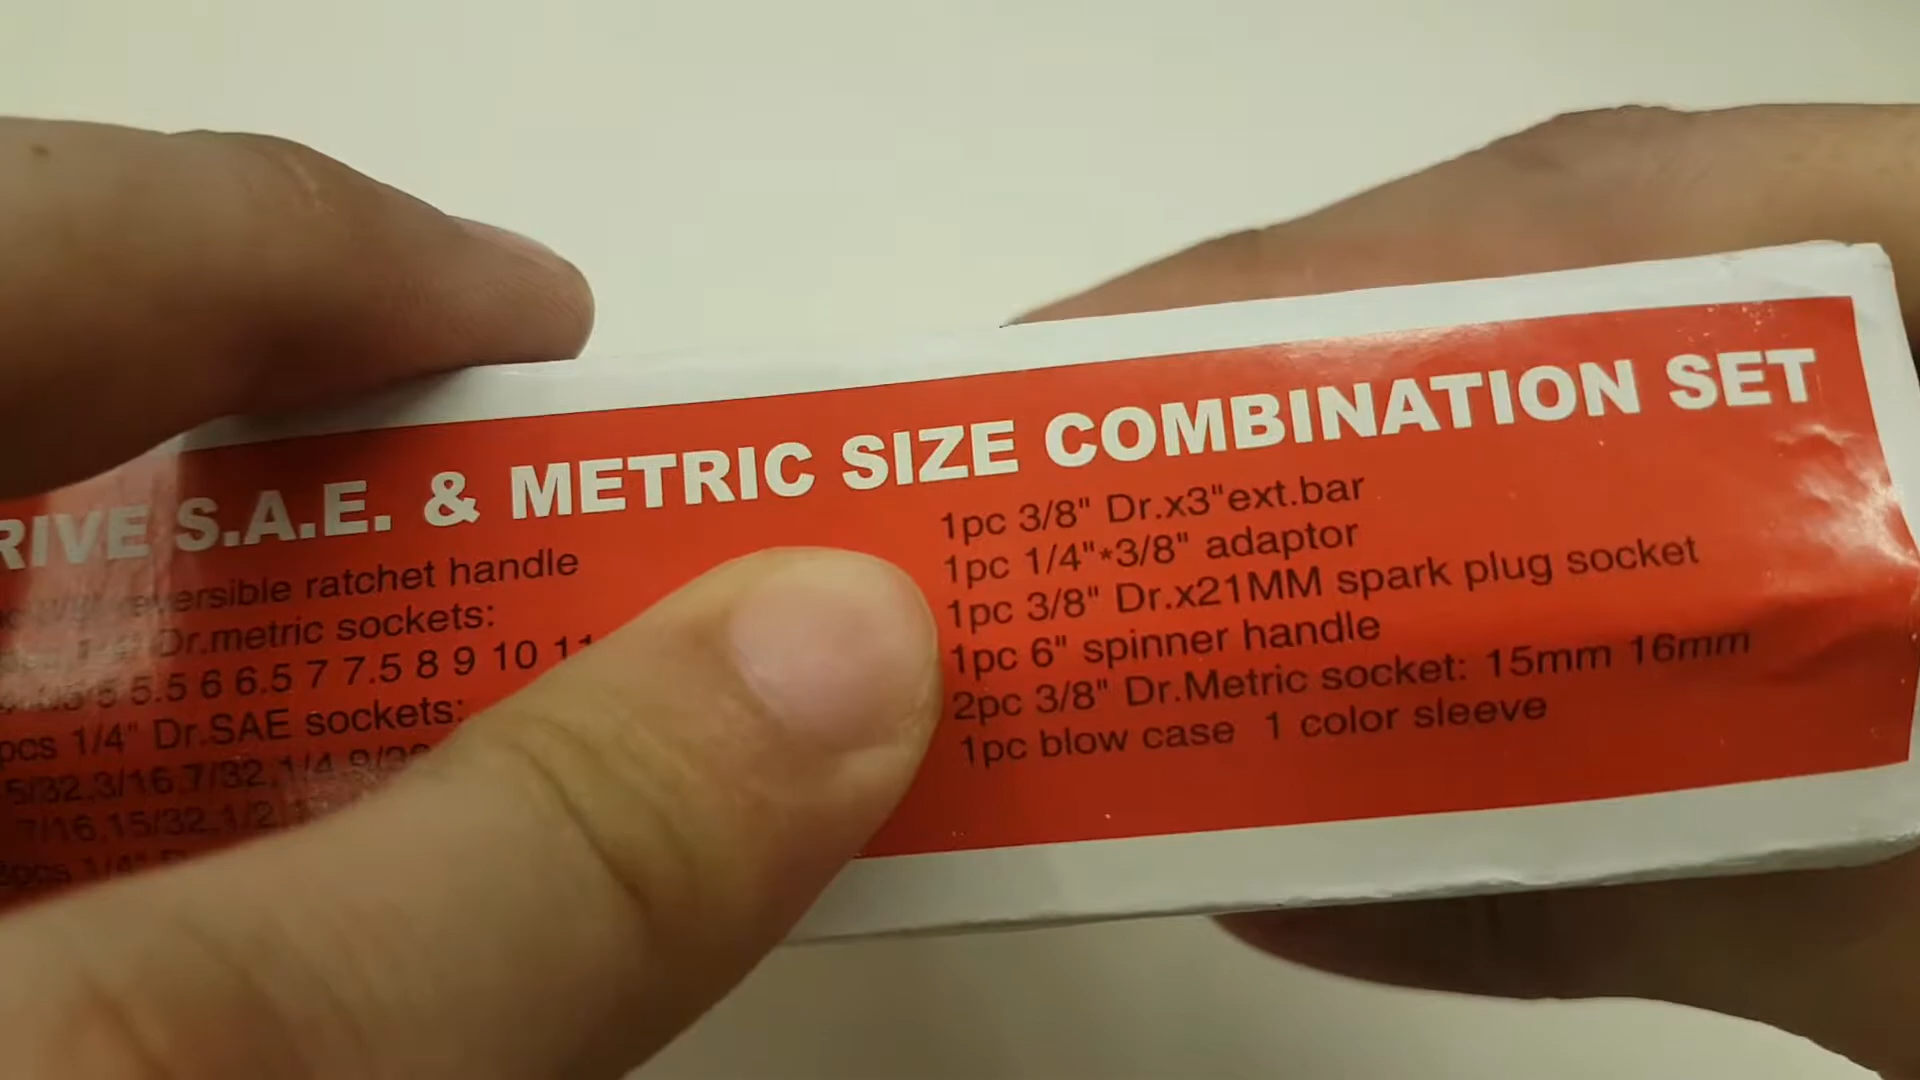 RIVE S.A.E. & METRIC SIZE COMBINATION SET
reversible ratchet handle
Dr.metric sockets:
5.5 6 6.5 7 7.5 8 9 10 11
pcs 1/4" Dr.SAE sockets:
5/32,3/16,7/32,1/4,9/32
7/16,15/32,1/2
1/4"
1pc 3/8" Dr.x3"ext.bar
1pc 1/4"*3/8" adaptor
1pc 3/8" Dr.x21MM spark plug socket
1pc 6" spinner handle
2pc 3/8" Dr.Metric socket: 15mm 16mm
1pc blow case 1 color sleeve